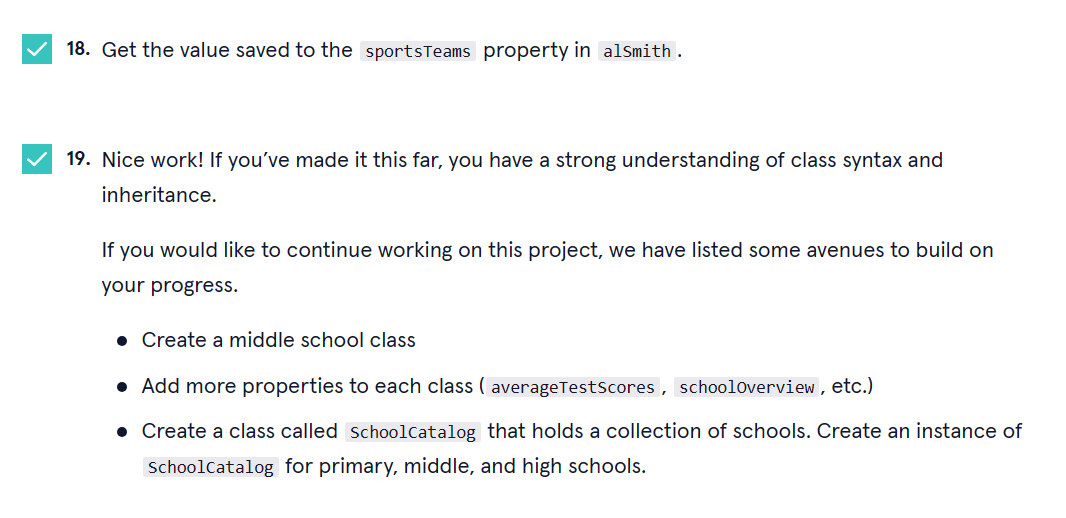 18. Get the value saved to the sportsTeams property in alSmith.
19. Nice work! If you’ve made it this far, you have a strong understanding of class syntax and
inheritance.
If you would like to continue working on this project, we have listed some avenues to build on
your progress.
• Create a middle school class
• Add more properties to each class (averageTestScores, schoolOverview, etc.)
• Create a class called SchoolCatalog that holds a collection of schools. Create an instance of
SchoolCatalog for primary, middle, and high schools.